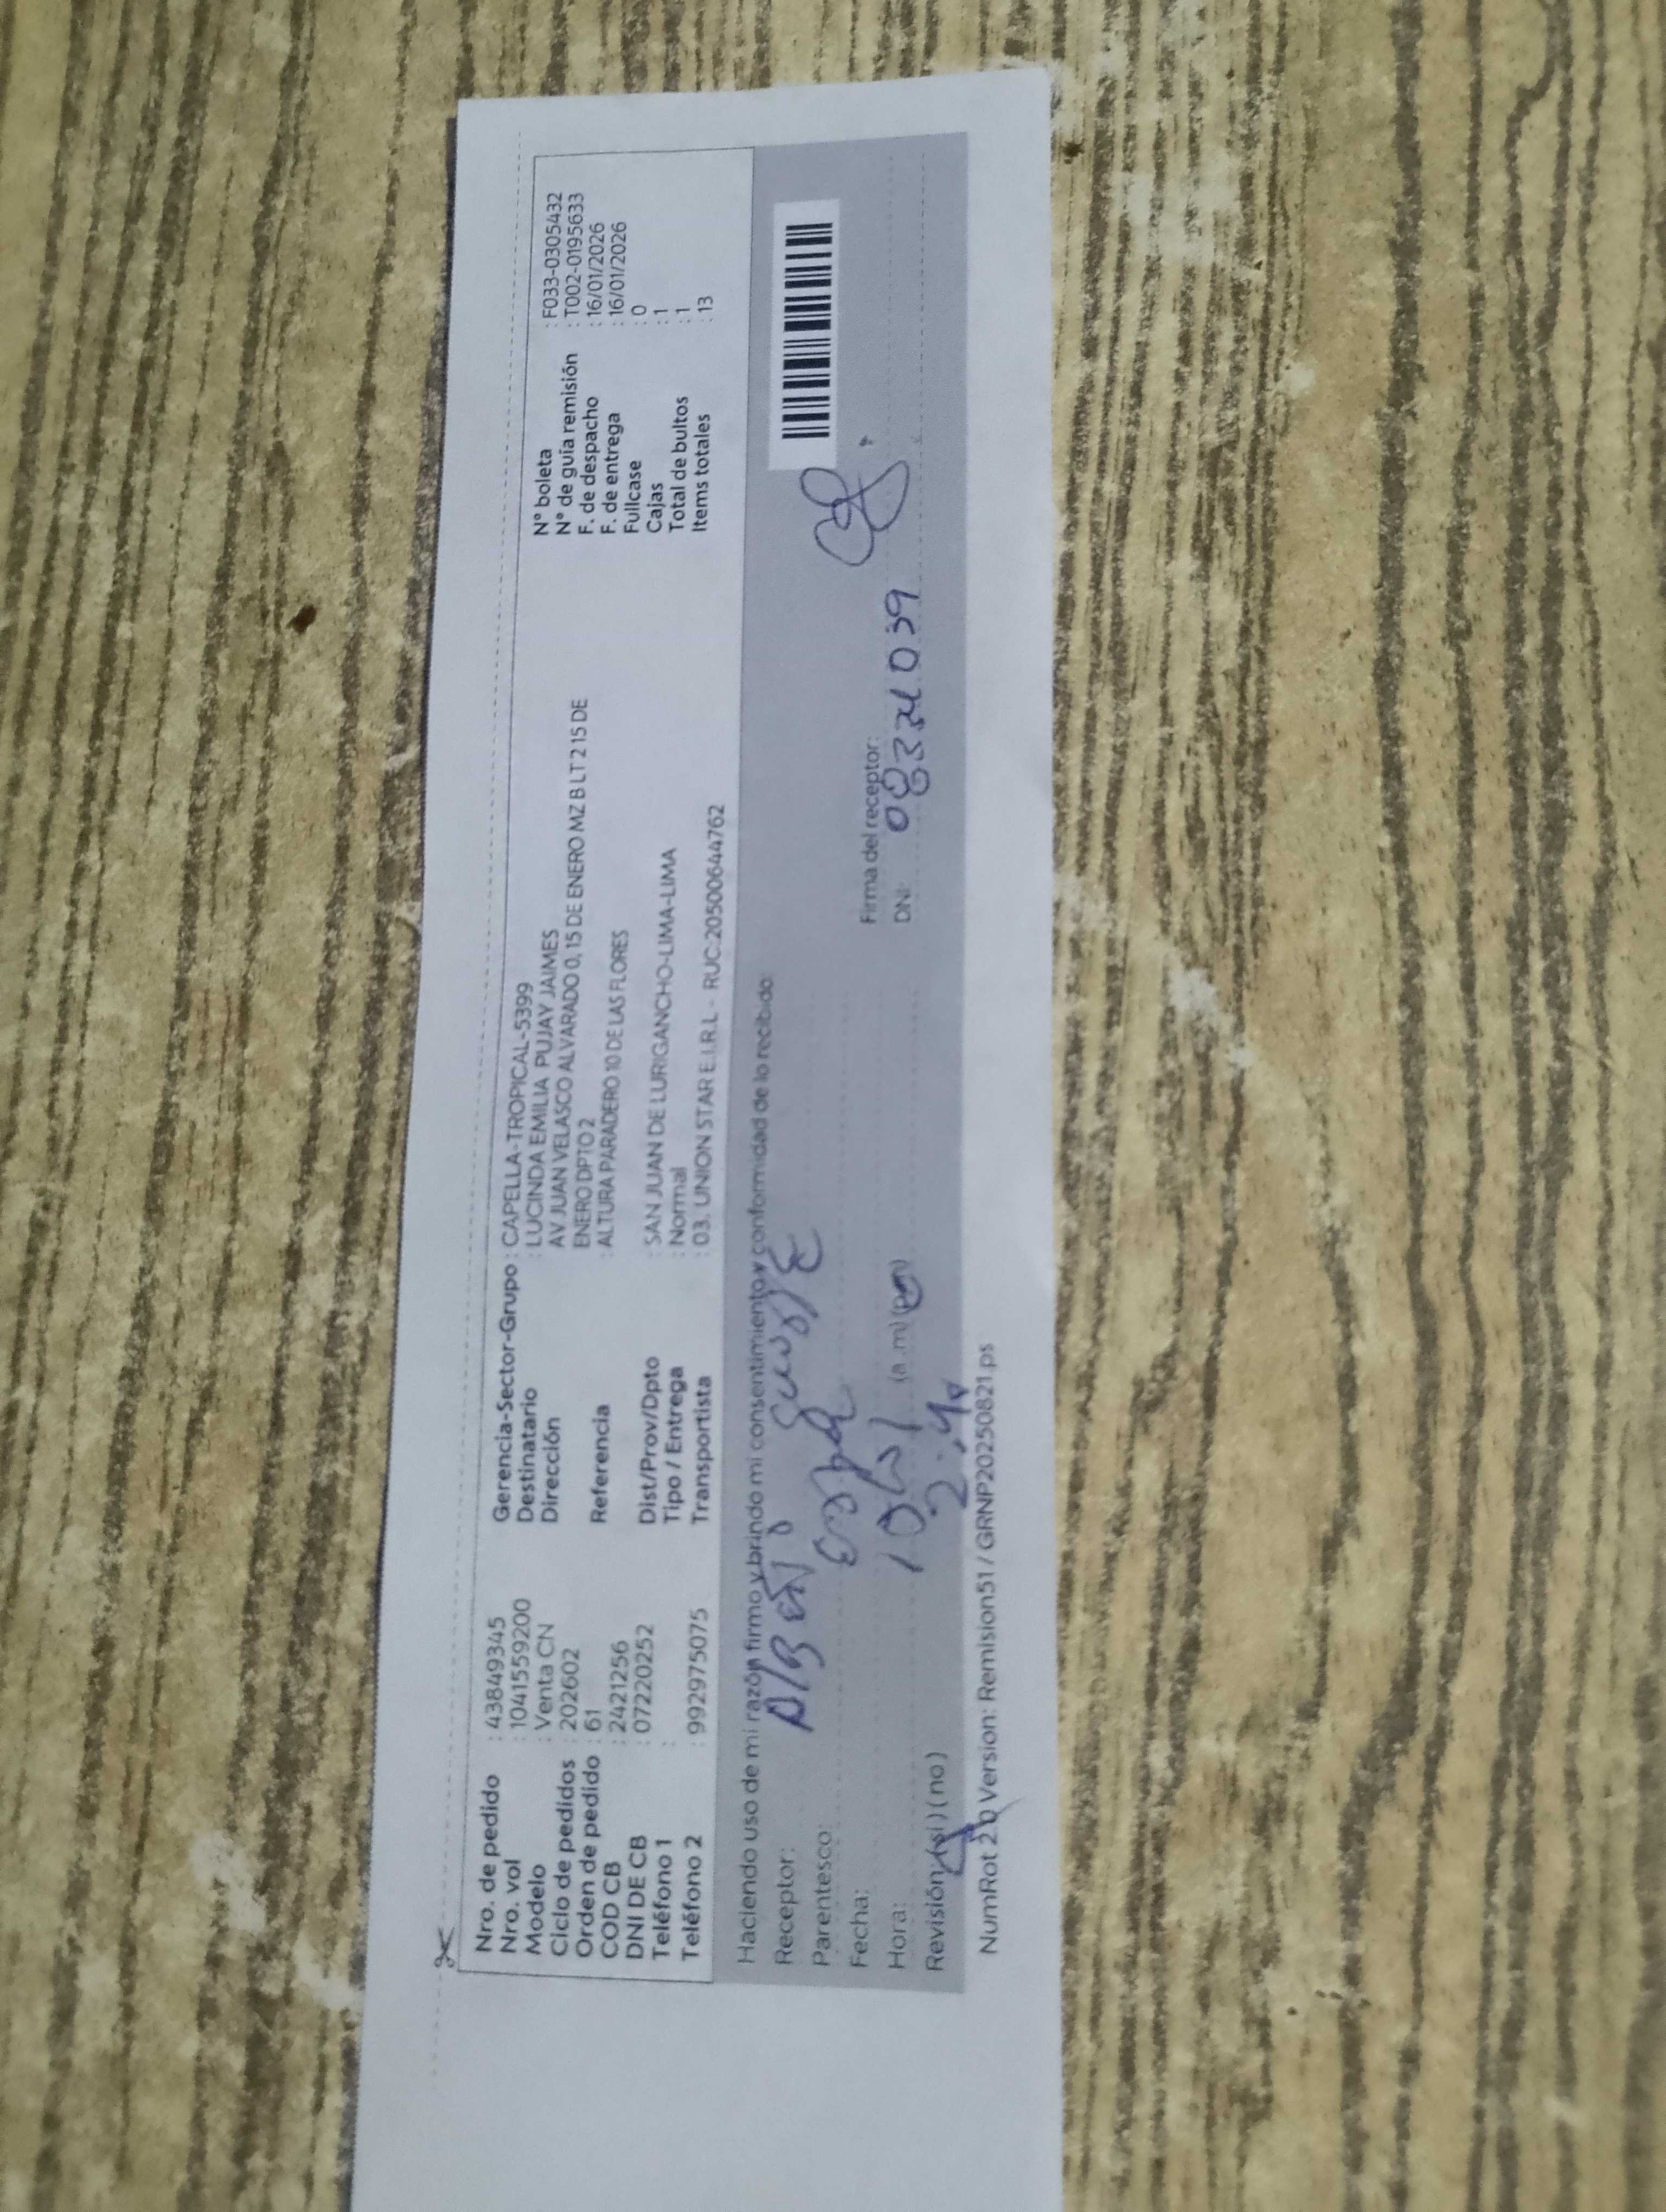 Nro. de pedido : 43849345
Nro. vol : 1041559200
Modelo : Venta CN
Ciclo de pedidos : 202602
Orden de pedido : 61
COD CB : 2421256
DNI DE CB : 07220252
Teléfono 1 :
Teléfono 2 : 992975075
Gerencia-Sector-Grupo : CAPELLA-TROPICAL-5399
Destinatario : LUCINDA EMILIA PUJAY JAIMES
Dirección AV JUAN VELASCO ALVARADO 0, 15 DE ENERO MZ B LT 2 15 DE
ENERO DPTO 2
Referencia : ALTURA PARADERO 10 DE LAS FLORES
Dist/Prov/Dpto : SAN JUAN DE LURIGANCHO-LIMA-LIMA
Tipo / Entrega : Normal
Transportista : 03. UNION STAR E.I.R.L - RUC:20500644762
N° boleta : F033-0305432
N° de guía remisión : T002-0195633
F. de despacho : 16/01/2026
F. de entrega : 16/01/2026
Fullcase : 0
Cajas : 1
Total de bultos : 1
Items totales : 13
Haciendo uso de mi razón firmo y brindo mi consentimiento y conformidad de lo recibido
Receptor:
Parentesco:
Fecha:
Hora: (a .m) (p.m)
Revisión (si) (no)
Firma del receptor:
DNI:
NumRot 2.0 Version: Remision51 / GRNP20250821.ps